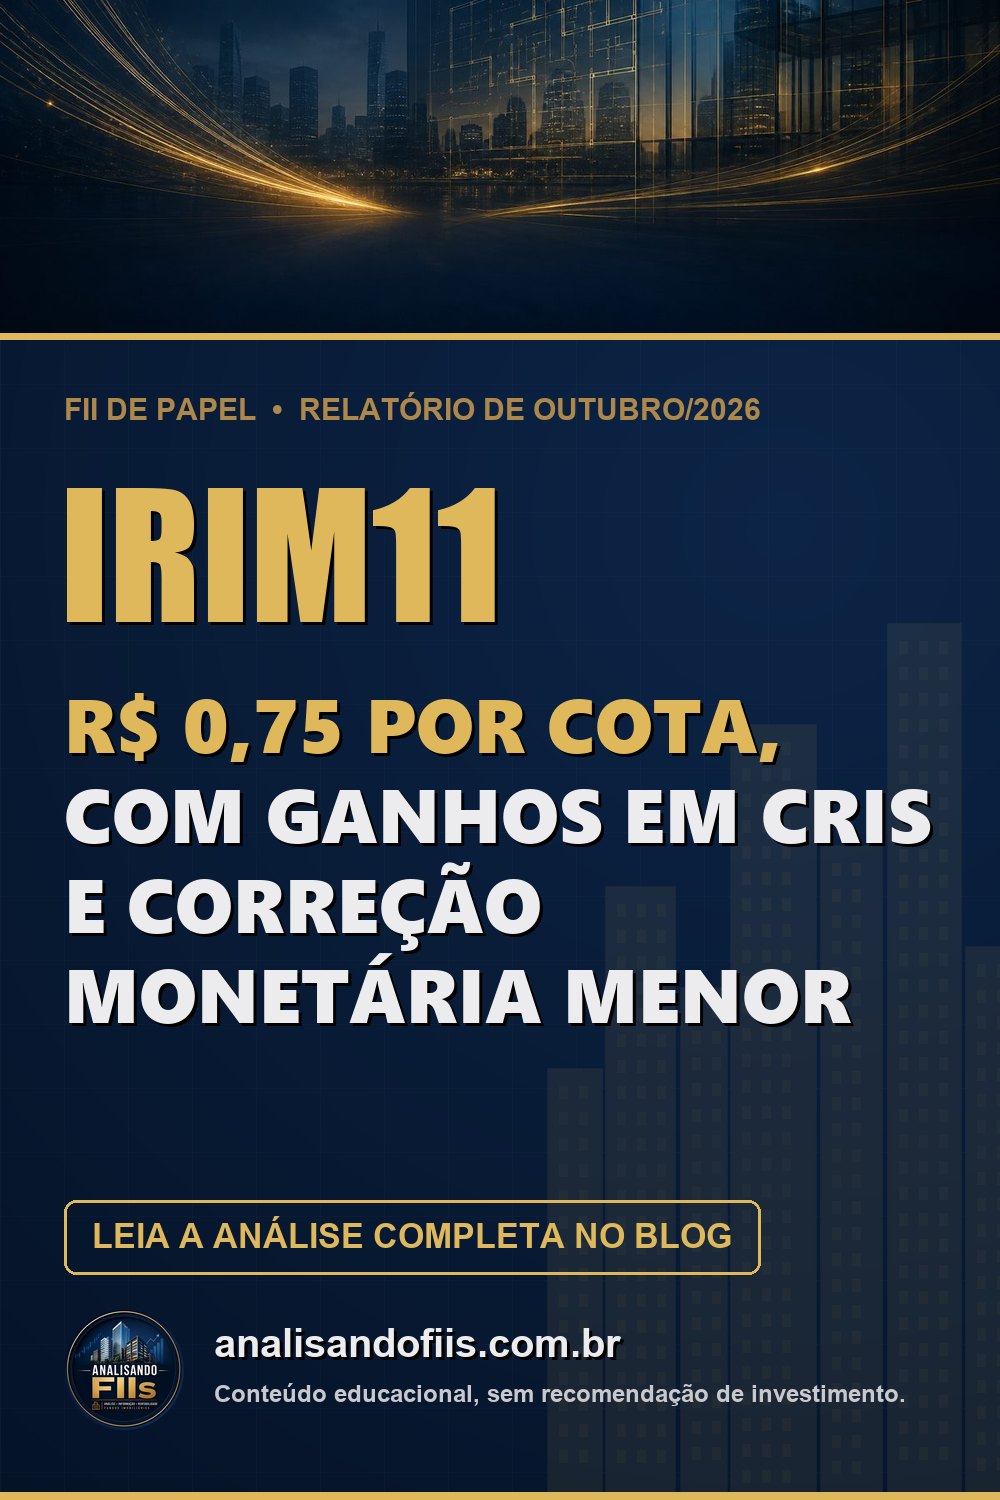 FII DE PAPEL • RELATÓRIO DE OUTUBRO/2026
IRIM11
R$ 0,75 POR COTA,
COM GANHOS EM CRIS
E CORREÇÃO
MONETÁRIA MENOR
LEIA A ANÁLISE COMPLETA NO BLOG
ANALISANDO
FIIs
analisandofiis.com.br
Conteúdo educacional, sem recomendação de investimento.